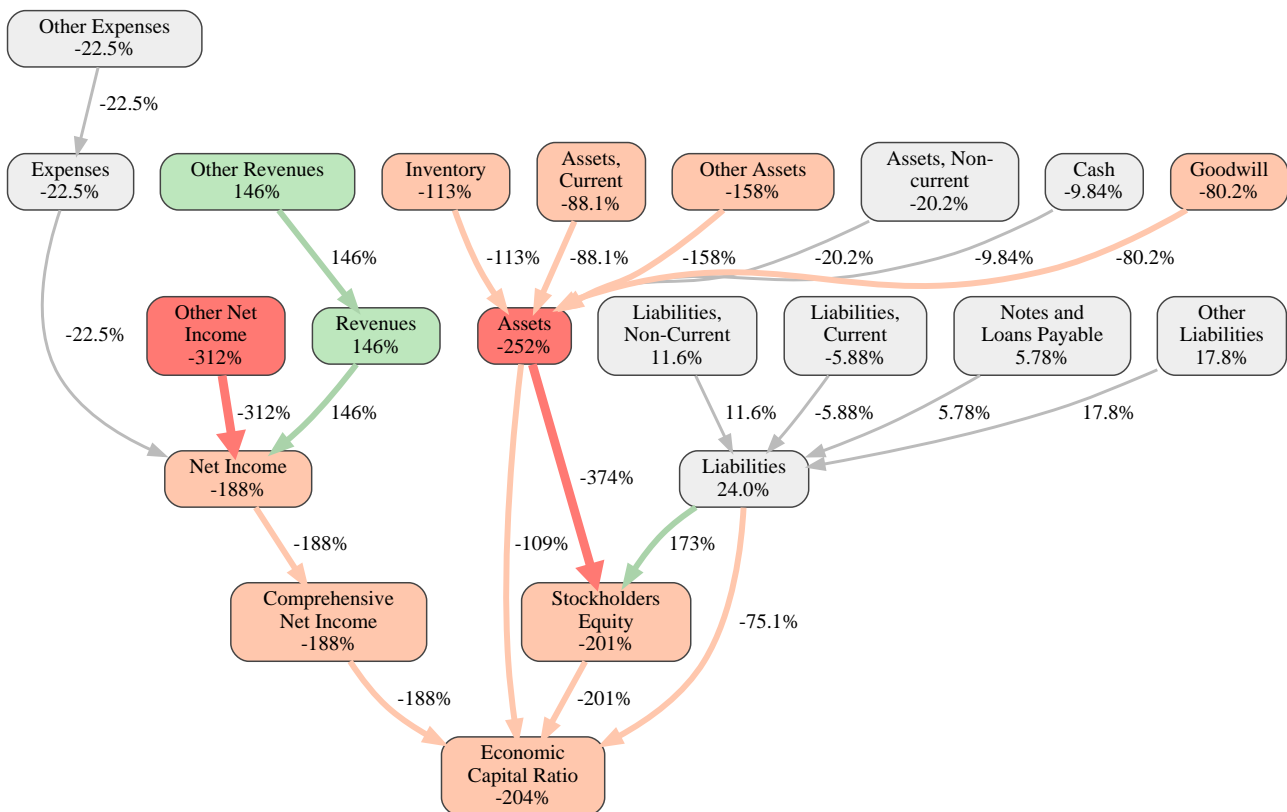 Other Expenses
-22.5%
-22.5%
Expenses
-22.5%
Other Revenues
146%
Inventory
-113%
Assets,
Current
-88.1%
Other Assets
-158%
Assets, Non-
current
-20.2%
Cash
-9.84%
Goodwill
-80.2%
146%
-113%
-88.1%
-158%
-20.2%
-9.84%
-80.2%
-22.5%
Other Net
Income
-312%
Revenues
146%
Assets
-252%
Liabilities,
Non-Current
11.6%
Liabilities,
Current
-5.88%
Notes and
Loans Payable
5.78%
Other
Liabilities
17.8%
-312%
146%
11.6%
-5.88%
5.78%
17.8%
Net Income
-188%
-374%
Liabilities
24.0%
-188%
-109%
173%
Comprehensive
Net Income
-188%
Stockholders
Equity
-201%
-75.1%
-188%
-201%
Economic
Capital Ratio
-204%